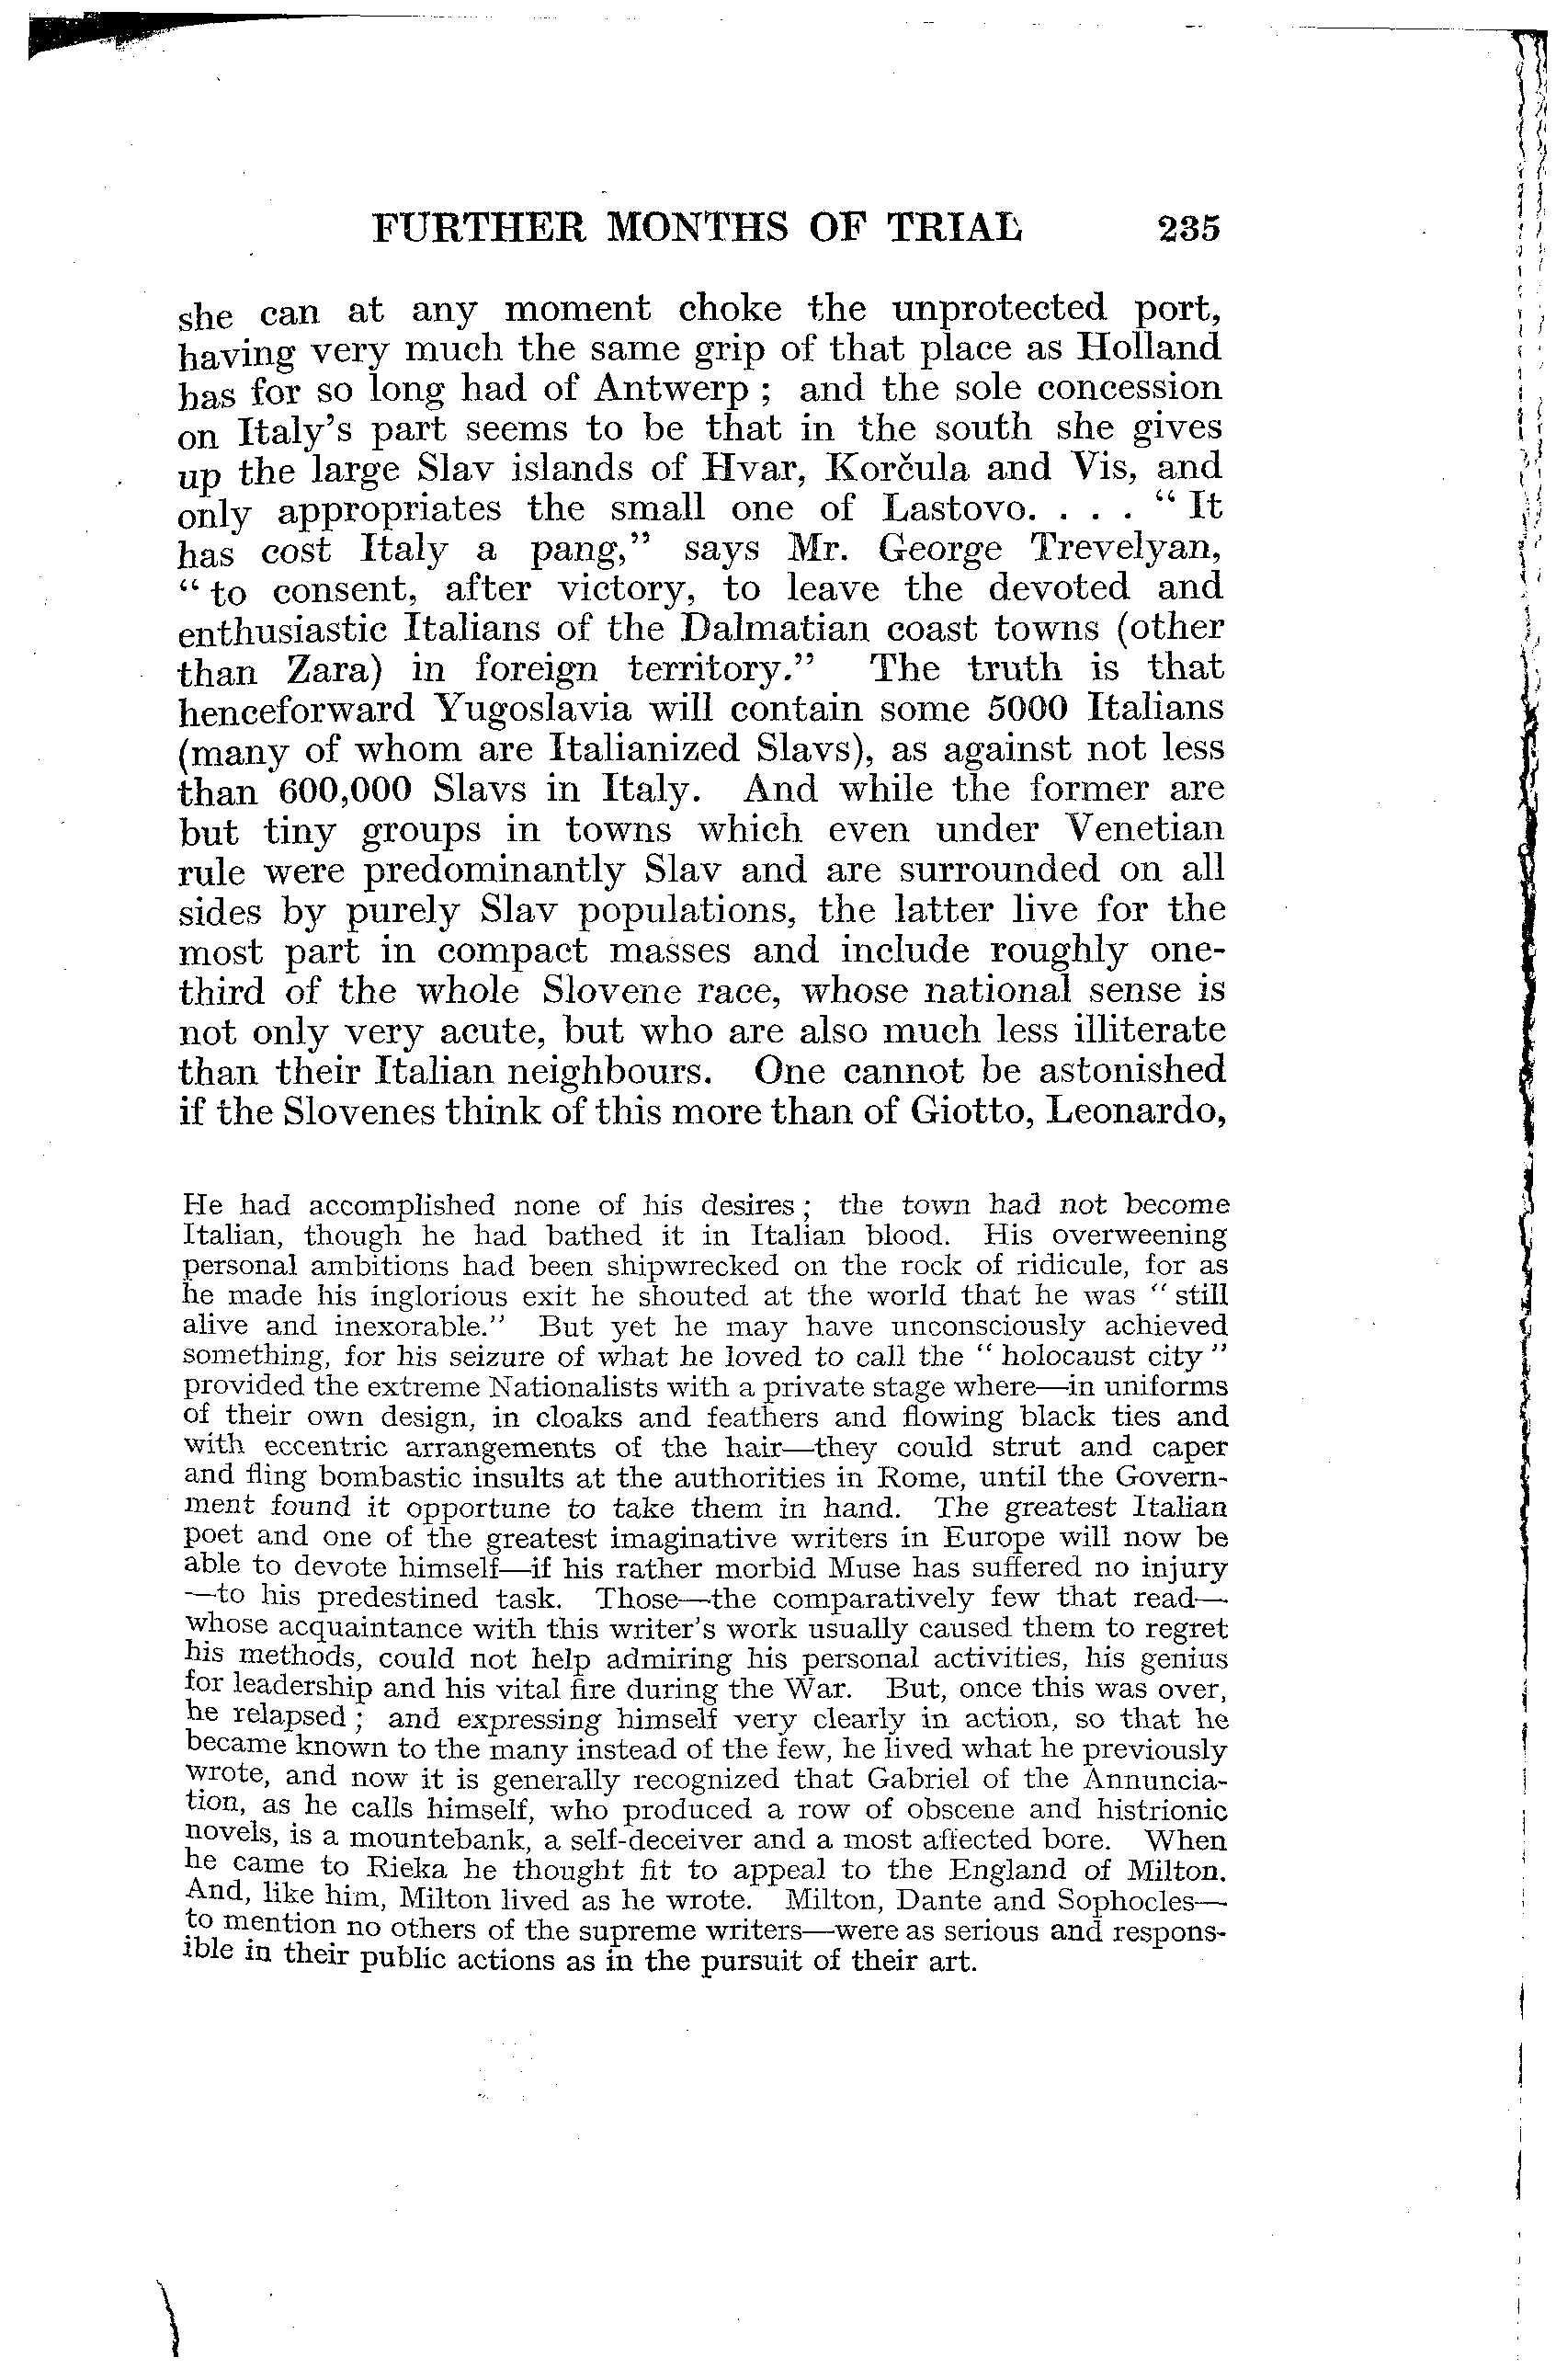 FURTHER MONTHS OF TRIAL 235
she can at any moment choke the unprotected port,
having very much the same grip of that place as Holland
has for so long had of Antwerp ; and the sole concession
on Italy's part seems to be that in the south she gives
up the large Slav islands of Hvar, Korčula and Vis, and
only appropriates the small one of Lastovo. . . . " It
has cost Italy a pang," says Mr. George Trevelyan,
" to consent, after victory, to leave the devoted and
enthusiastic Italians of the Dalmatian coast towns (other
than Zara) in foreign territory." The truth is that
henceforward Yugoslavia will contain some 5000 Italians
(many of whom are Italianized Slavs), as against not less
than 600,000 Slavs in Italy. And while the former are
but tiny groups in towns which even under Venetian
rule were predominantly Slav and are surrounded on all
sides by purely Slav populations, the latter live for the
most part in compact masses and include roughly one-
third of the whole Slovene race, whose national sense is
not only very acute, but who are also much less illiterate
than their Italian neighbours. One cannot be astonished
if the Slovenes think of this more than of Giotto, Leonardo,
He had accomplished none of his desires ; the town had not become
Italian, though he had bathed it in Italian blood. His overweening
personal ambitions had been shipwrecked on the rock of ridicule, for as
he made his inglorious exit he shouted at the world that he was " still
alive and inexorable." But yet he may have unconsciously achieved
something, for his seizure of what he loved to call the " holocaust city "
provided the extreme Nationalists with a private stage where—in uniforms
of their own design, in cloaks and feathers and flowing black ties and
with eccentric arrangements of the hair—they could strut and caper
and fling bombastic insults at the authorities in Rome, until the Govern-
ment found it opportune to take them in hand. The greatest Italian
poet and one of the greatest imaginative writers in Europe will now be
able to devote himself—if his rather morbid Muse has suffered no injury
—to his predestined task. Those—the comparatively few that read—
whose acquaintance with this writer's work usually caused them to regret
his methods, could not help admiring his personal activities, his genius
for leadership and his vital fire during the War. But, once this was over,
he relapsed ; and expressing himself very clearly in action, so that he
became known to the many instead of the few, he lived what he previously
wrote, and now it is generally recognized that Gabriel of the Annuncia-
tion, as he calls himself, who produced a row of obscene and histrionic
novels, is a mountebank, a self-deceiver and a most affected bore. When
he came to Rieka he thought fit to appeal to the England of Milton.
And, like him, Milton lived as he wrote. Milton, Dante and Sophocles—
to mention no others of the supreme writers—were as serious and respons-
ible in their public actions as in the pursuit of their art.